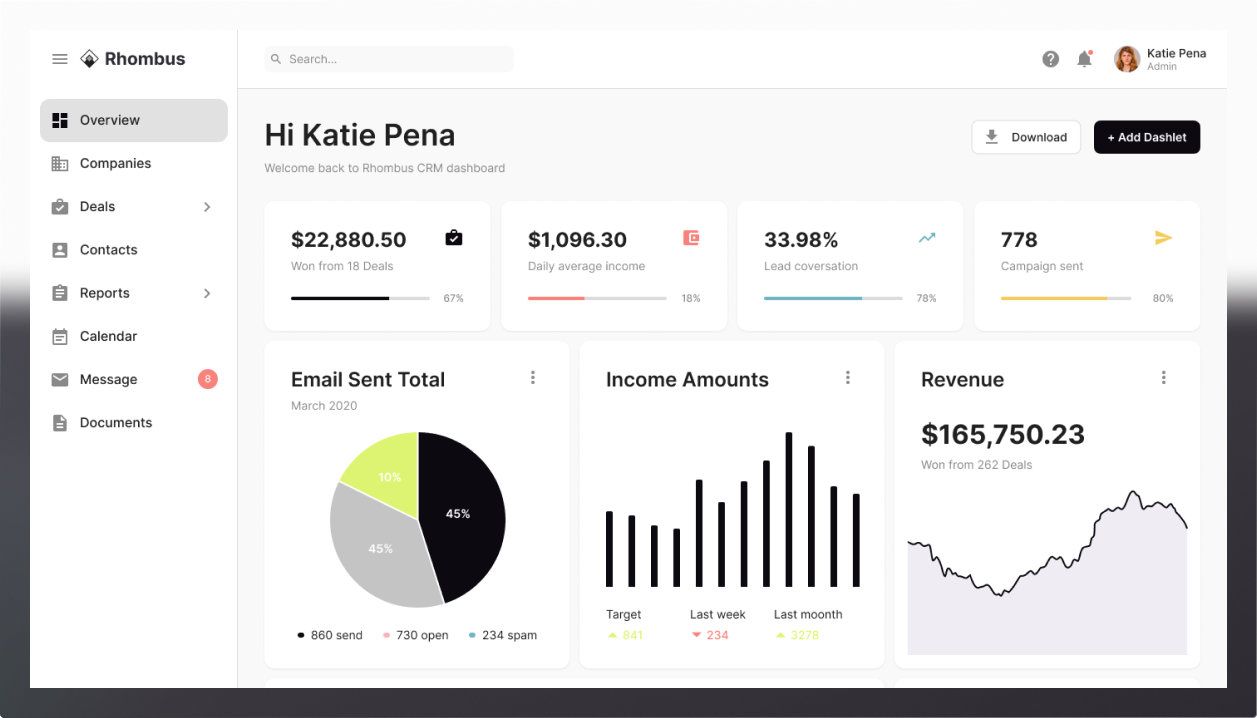 Rhombus
Search...
Katie Pena
Admin
Overview
Companies
Deals
Contacts
Reports
Calendar
Message
8
Documents
Hi Katie Pena
Welcome back to Rhombus CRM dashboard
Download
+ Add Dashlet
$22,880.50
Won from 18 Deals
67%
$1,096.30
Daily average income
18%
33.98%
Lead coversation
78%
778
Campaign sent
80%
Email Sent Total
March 2020
10%
45%
45%
860 send
730 open
234 spam
Income Amounts
Target
Last week
Last moonth
841
234
3278
Revenue
$165,750.23
Won from 262 Deals